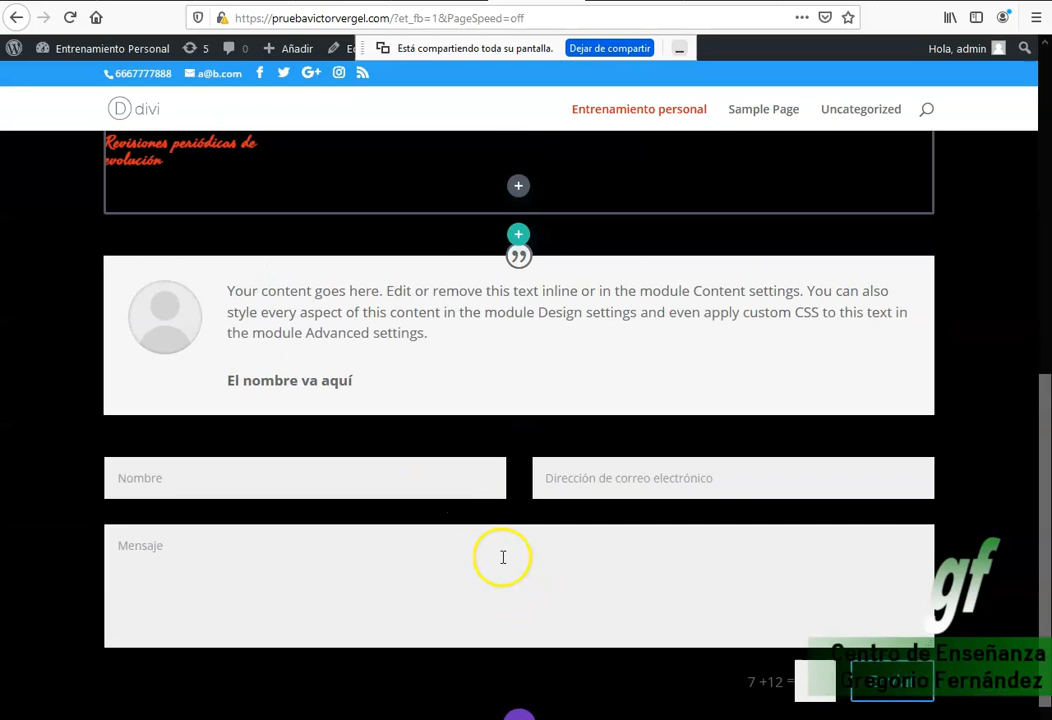 https://pruebavictorvergel.com/?et_fb=1&PageSpeed=off
Entrenamiento Personal 5 0 Añadir Está compartiendo toda su pantalla. Dejar de compartir Hola, admin
6667777888 a@b.com
D divi Entrenamiento personal Sample Page Uncategorized
Revisiones periódicas de
evolución
Your content goes here. Edit or remove this text inline or in the module Content settings. You can also
style every aspect of this content in the module Design settings and even apply custom CSS to this text in
the module Advanced settings.
El nombre va aquí
Nombre Dirección de correo electrónico
Mensaje
gf
Centro de Enseñanza
7 +12 = Gregorio Fernández